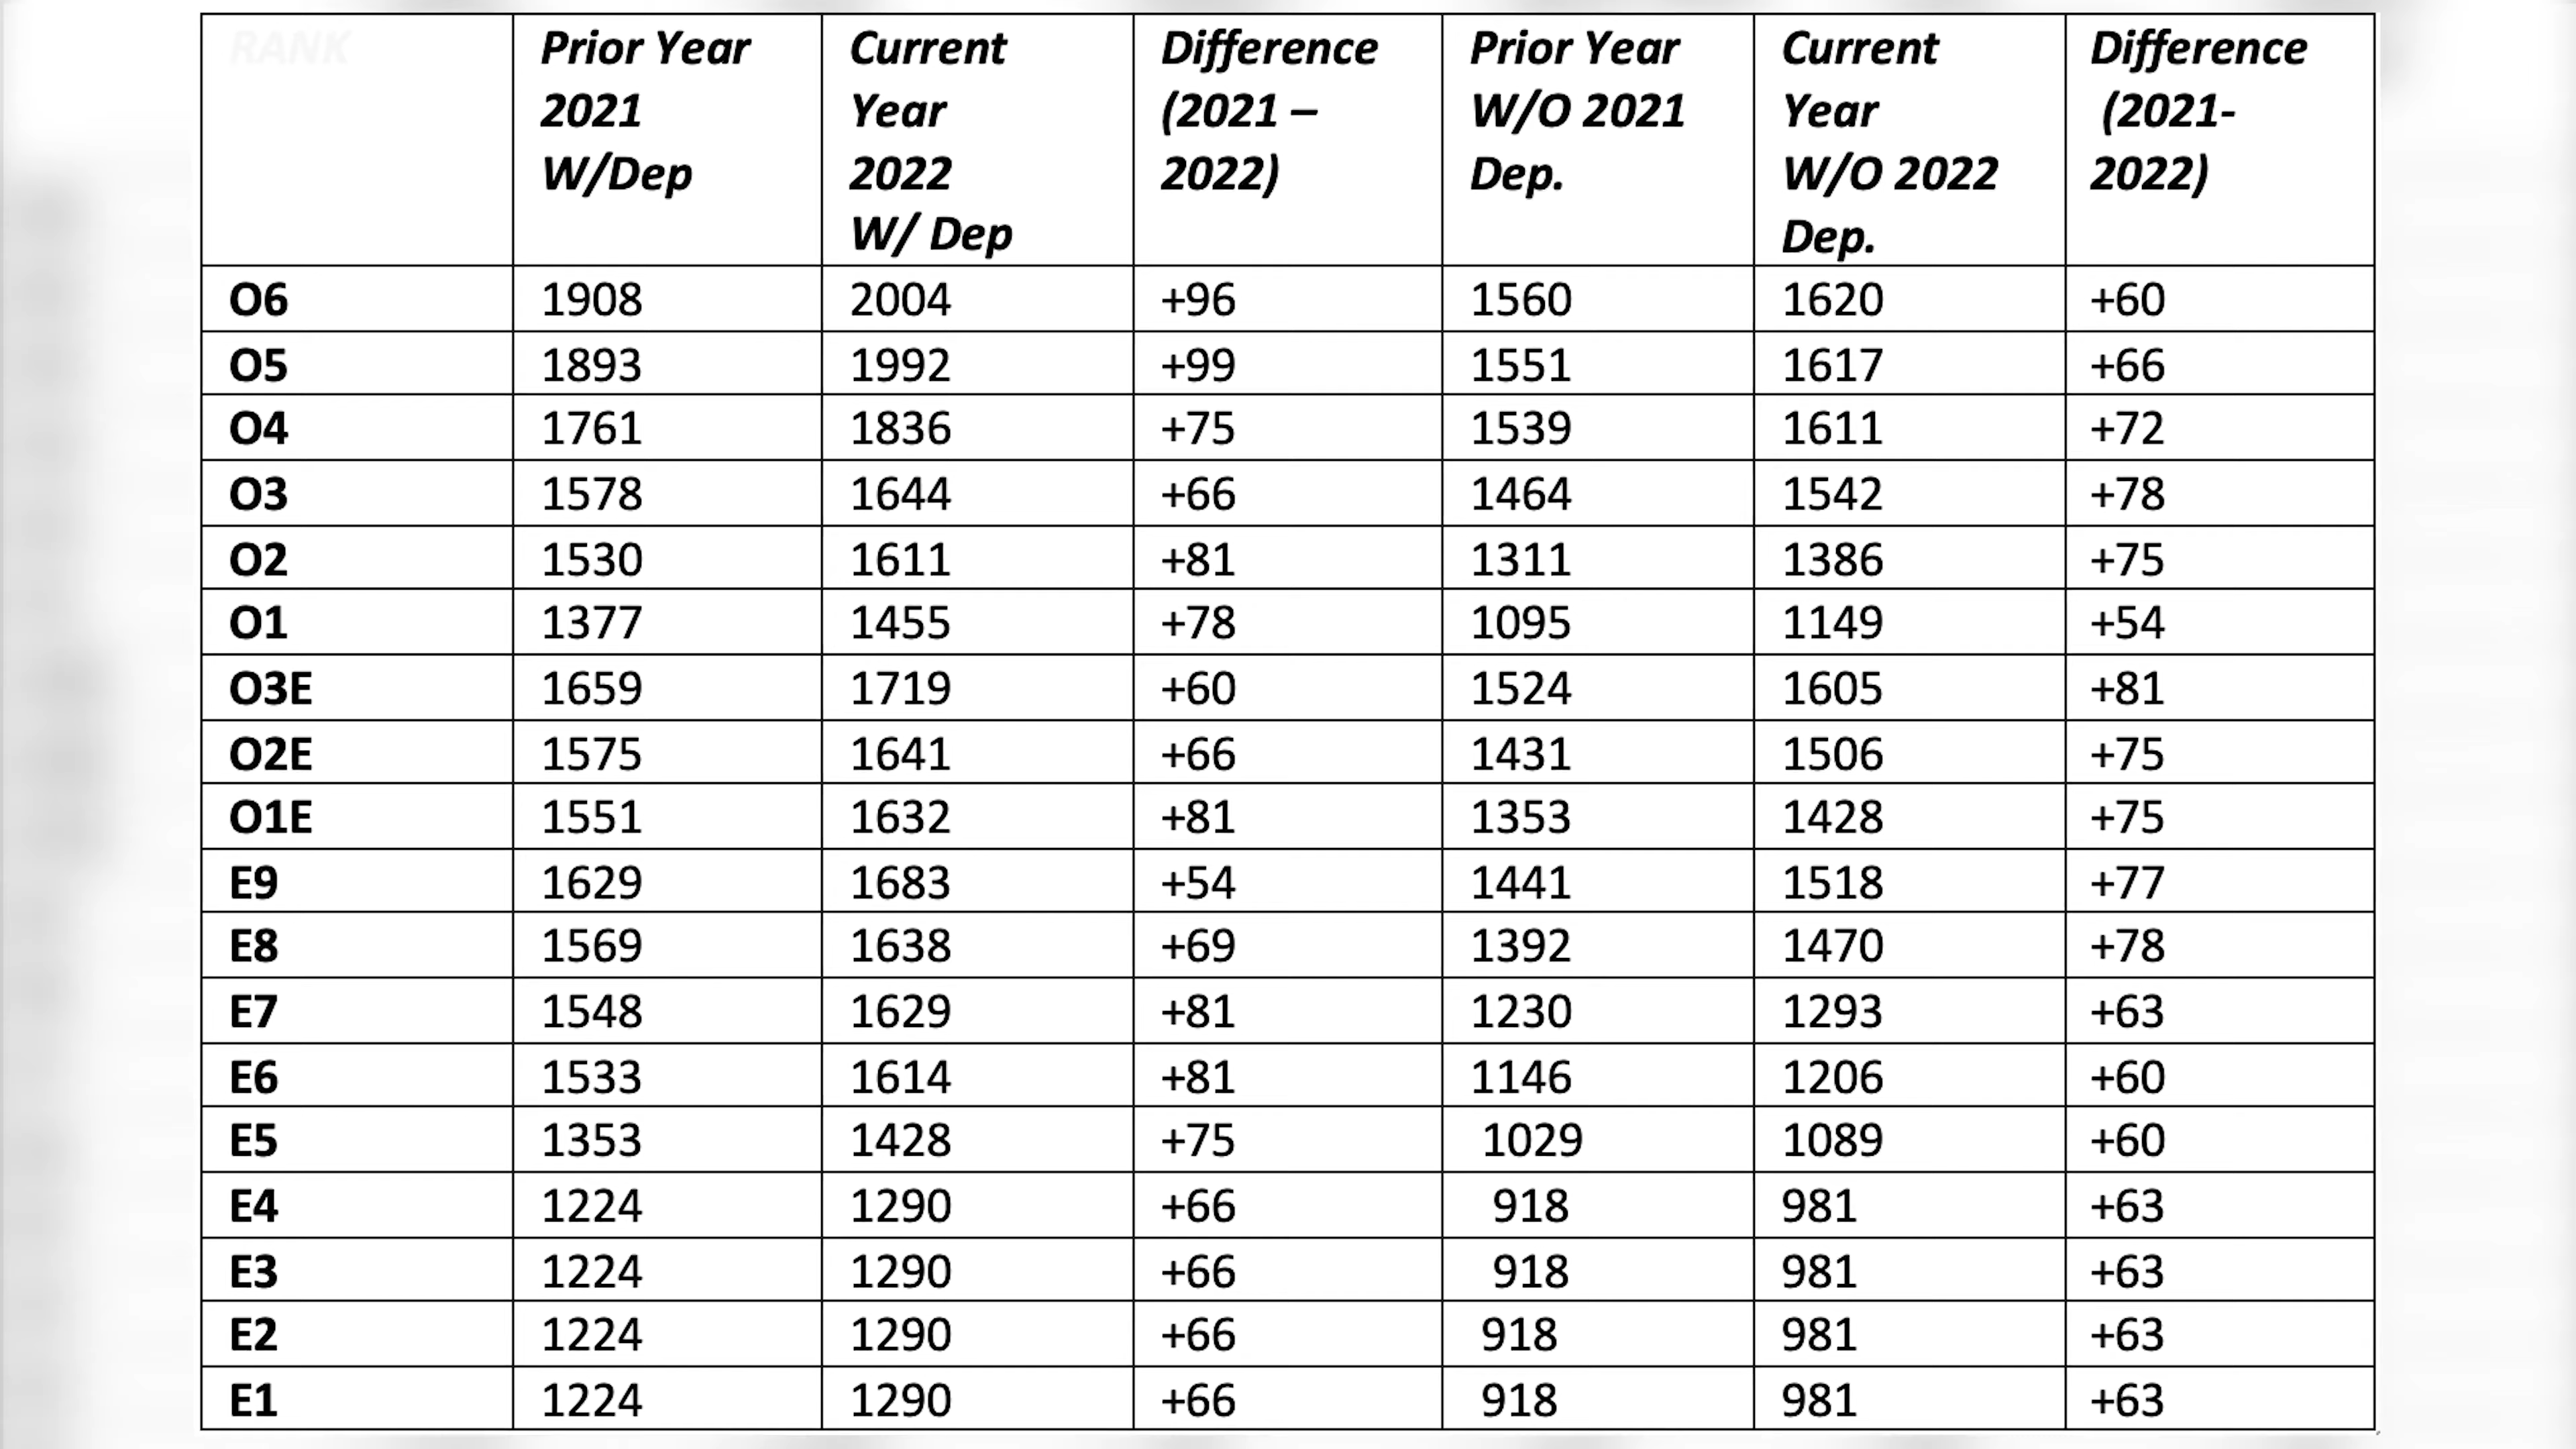 RANK
Prior Year 2021 W/Dep
Current Year 2022 W/ Dep
Difference (2021 – 2022)
Prior Year W/O 2021 Dep.
Current Year W/O 2022 Dep.
Difference (2021- 2022)
O6 1908 2004 +96 1560 1620 +60
O5 1893 1992 +99 1551 1617 +66
O4 1761 1836 +75 1539 1611 +72
O3 1578 1644 +66 1464 1542 +78
O2 1530 1611 +81 1311 1386 +75
O1 1377 1455 +78 1095 1149 +54
O3E 1659 1719 +60 1524 1605 +81
O2E 1575 1641 +66 1431 1506 +75
O1E 1551 1632 +81 1353 1428 +75
E9 1629 1683 +54 1441 1518 +77
E8 1569 1638 +69 1392 1470 +78
E7 1548 1629 +81 1230 1293 +63
E6 1533 1614 +81 1146 1206 +60
E5 1353 1428 +75 1029 1089 +60
E4 1224 1290 +66 918 981 +63
E3 1224 1290 +66 918 981 +63
E2 1224 1290 +66 918 981 +63
E1 1224 1290 +66 918 981 +63